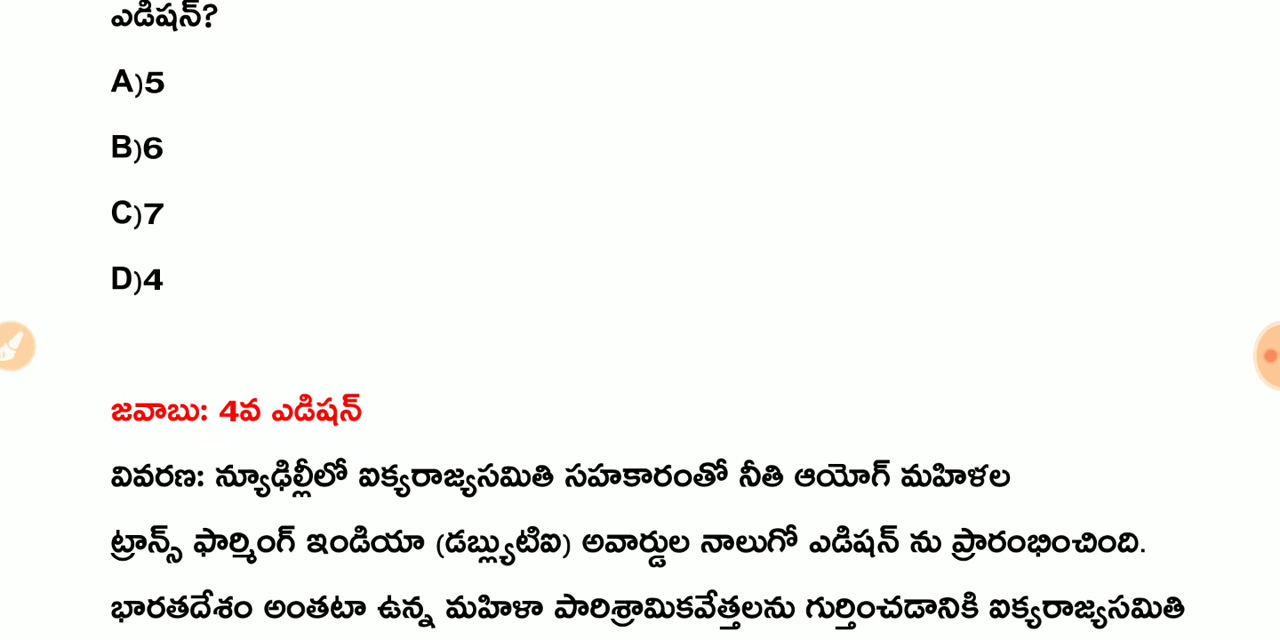 ఎడిషన్?
A)5
B)6
C)7
D)4
జవాబు: 4వ ఎడిషన్
వివరణ: న్యూఢిల్లీలో ఐక్యరాజ్యసమితి సహకారంతో నీతి ఆయోగ్ మహిళల
ట్రాన్స్ ఫార్మింగ్ ఇండియా (డబ్ల్యుటిఐ) అవార్డుల నాలుగో ఎడిషన్ ను ప్రారంభించింది.
భారతదేశం అంతటా ఉన్న మహిళా పారిశ్రామికవేత్తలను గుర్తించడానికి ఐక్యరాజ్యసమితి